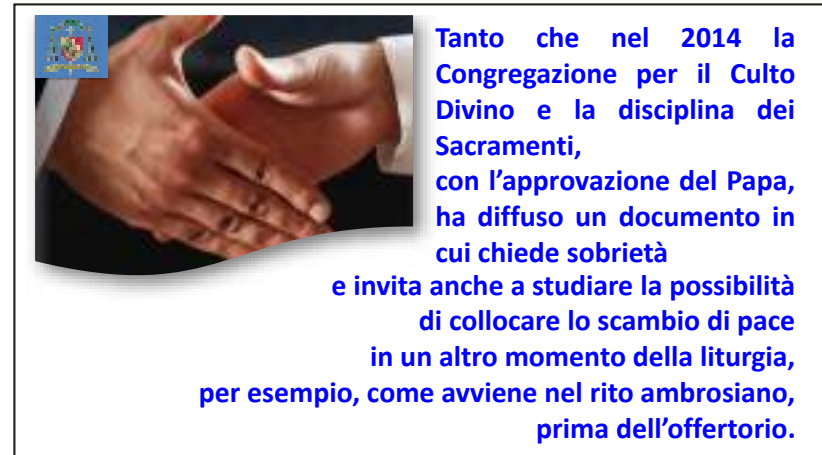 Tanto che nel 2014 la
Congregazione per il Culto
Divino e la disciplina dei
Sacramenti,
con l’approvazione del Papa,
ha diffuso un documento in
cui chiede sobrietà
e invita anche a studiare la possibilità
di collocare lo scambio di pace
in un altro momento della liturgia,
per esempio, come avviene nel rito ambrosiano,
prima dell’offertorio.